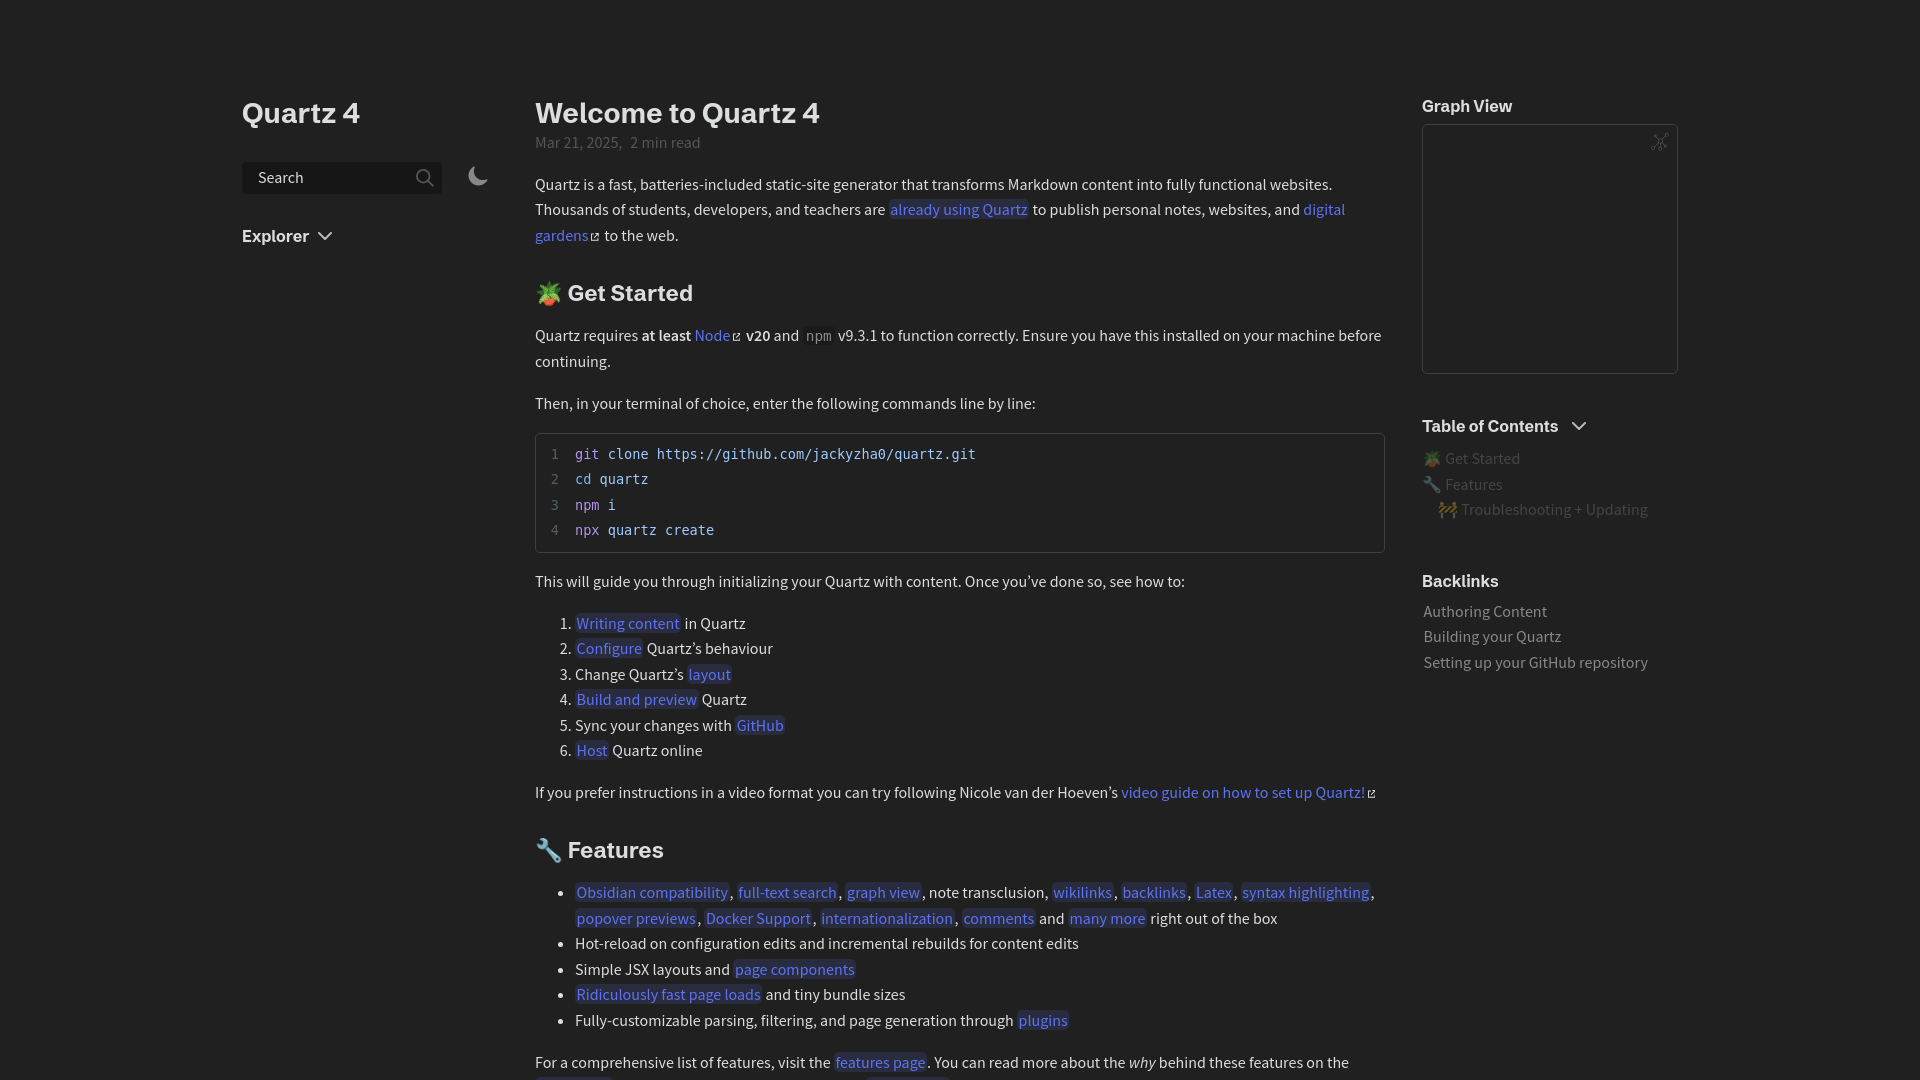 Quartz 4
Search
Explorer
Welcome to Quartz 4
Mar 21, 2025, 2 min read
Quartz is a fast, batteries-included static-site generator that transforms Markdown content into fully functional websites.
Thousands of students, developers, and teachers are already using Quartz to publish personal notes, websites, and digital
gardens to the web.
🪴 Get Started
Quartz requires at least Node v20 and npm v9.3.1 to function correctly. Ensure you have this installed on your machine before
continuing.
Then, in your terminal of choice, enter the following commands line by line:
1 git clone https://github.com/jackyzha0/quartz.git
2 cd quartz
3 npm i
4 npx quartz create
This will guide you through initializing your Quartz with content. Once you’ve done so, see how to:
1. Writing content in Quartz
2. Configure Quartz’s behaviour
3. Change Quartz’s layout
4. Build and preview Quartz
5. Sync your changes with GitHub
6. Host Quartz online
If you prefer instructions in a video format you can try following Nicole van der Hoeven’s video guide on how to set up Quartz!
🔧 Features
• Obsidian compatibility, full-text search, graph view, note transclusion, wikilinks, backlinks, Latex, syntax highlighting,
popover previews, Docker Support, internationalization, comments and many more right out of the box
• Hot-reload on configuration edits and incremental rebuilds for content edits
• Simple JSX layouts and page components
• Ridiculously fast page loads and tiny bundle sizes
• Fully-customizable parsing, filtering, and page generation through plugins
For a comprehensive list of features, visit the features page. You can read more about the why behind these features on the
Graph View
Table of Contents
🪴 Get Started
🔧 Features
🚧 Troubleshooting + Updating
Backlinks
Authoring Content
Building your Quartz
Setting up your GitHub repository